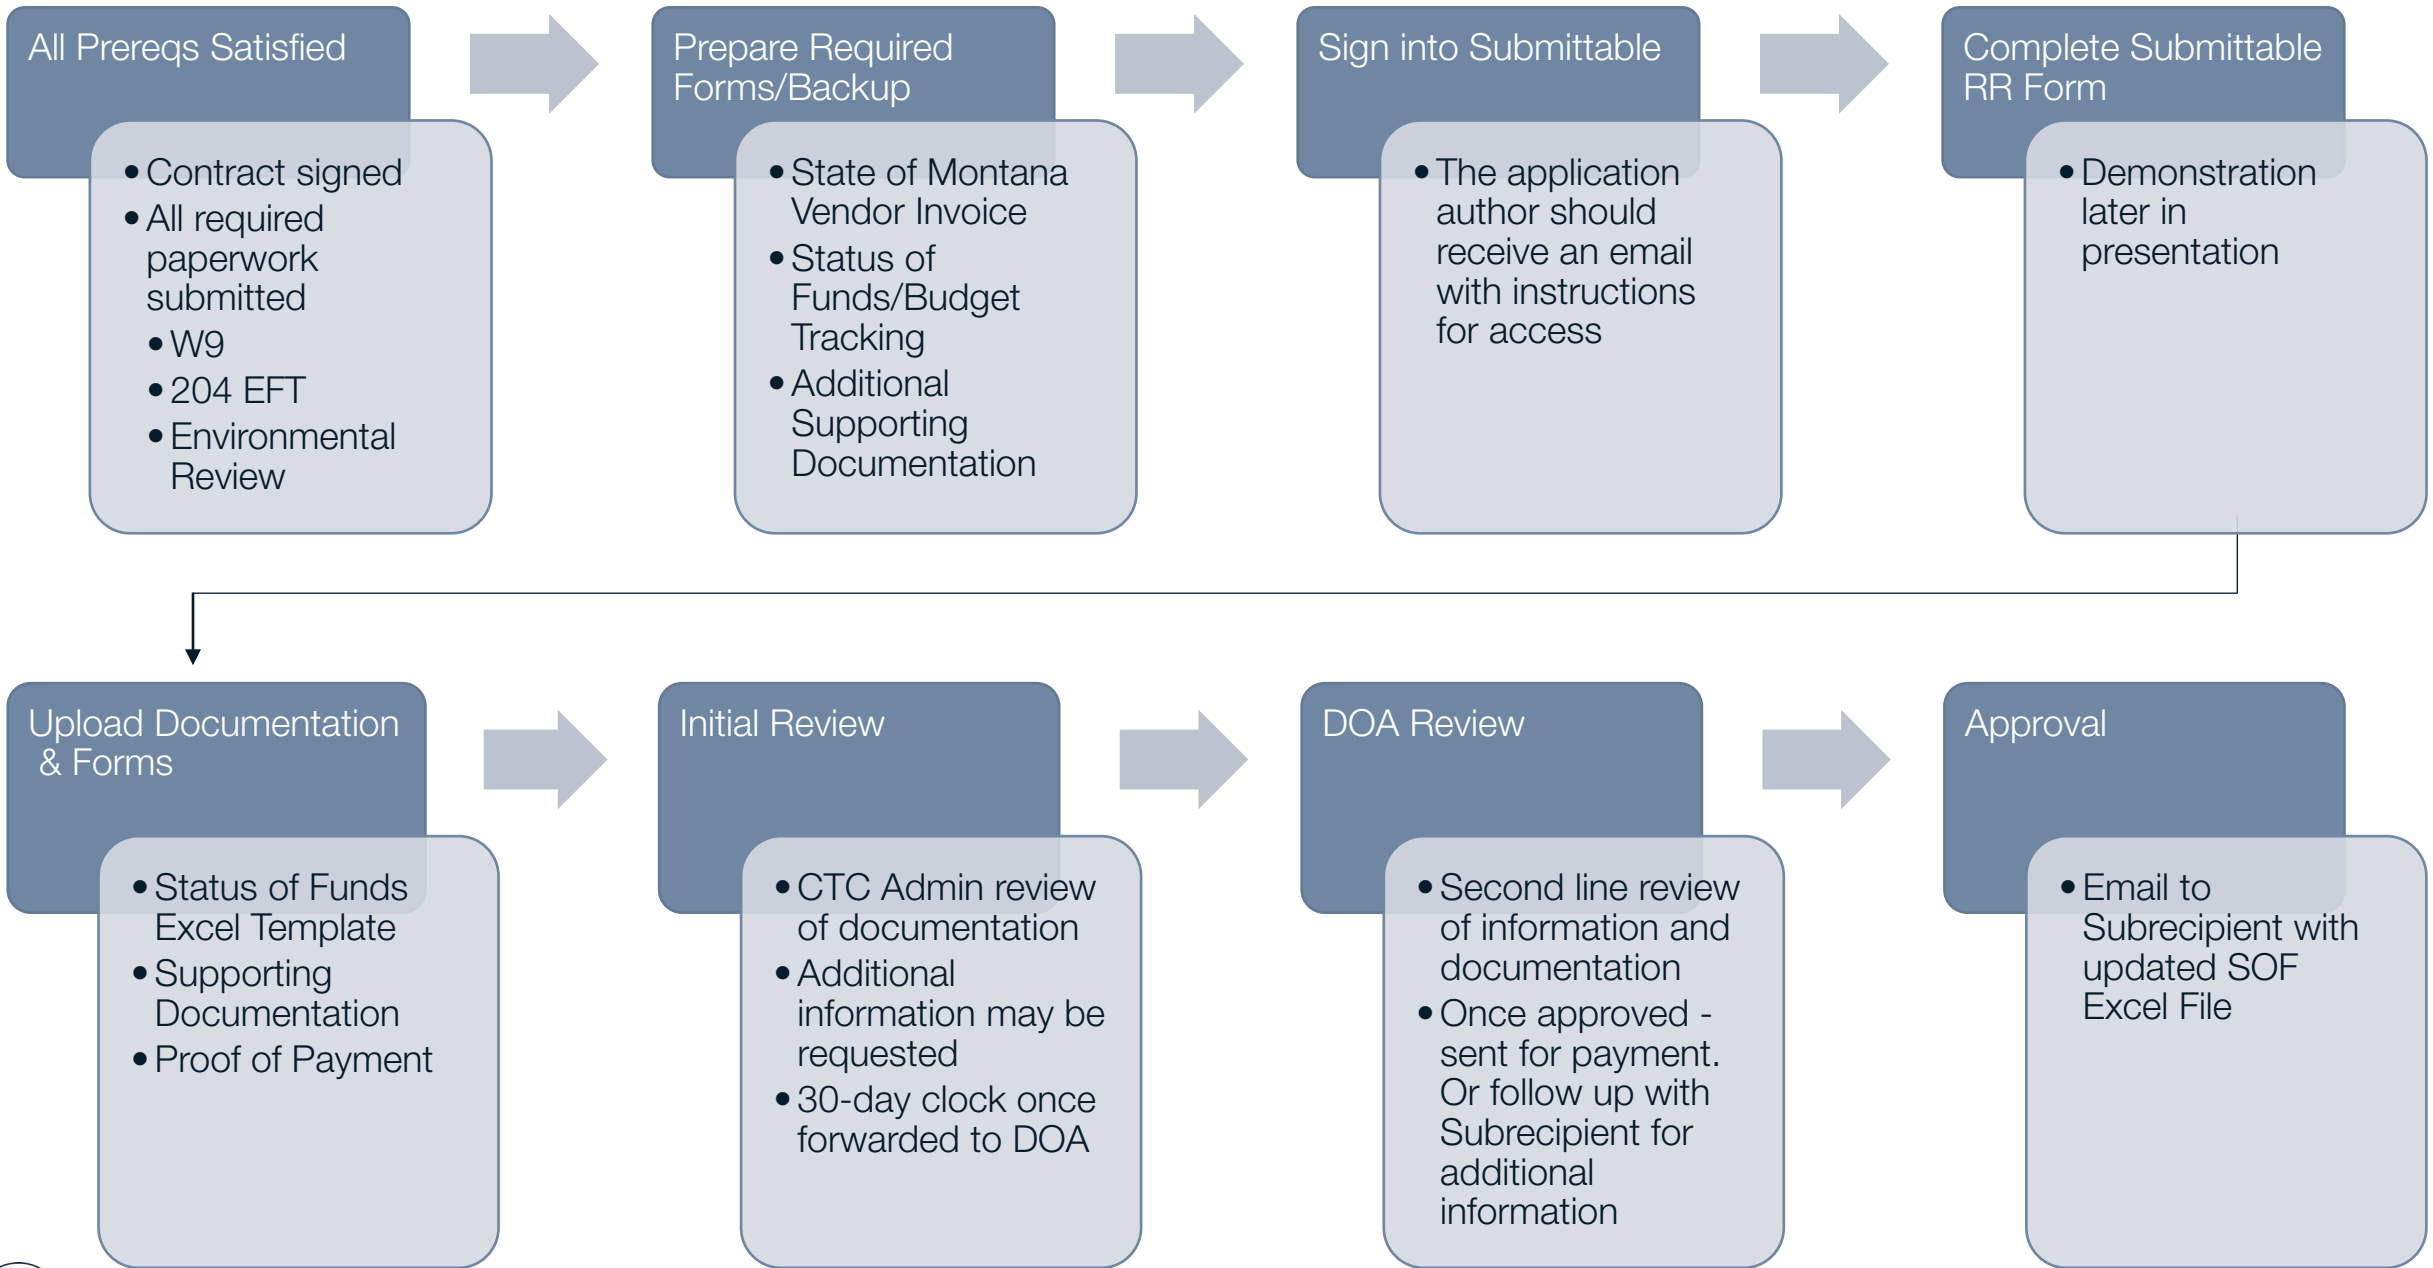 All Prereqs Satisfied
• Contract signed
• All required
paperwork
submitted
• W9
• 204 EFT
• Environmental
Review
Prepare Required
Forms/Backup
• State of Montana
Vendor Invoice
• Status of
Funds/Budget
Tracking
• Additional
Supporting
Documentation
Sign into Submittable
• The application
author should
receive an email
with instructions
for access
Complete Submittable
RR Form
• Demonstration
later in
presentation
Upload Documentation
& Forms
• Status of Funds
Excel Template
• Supporting
Documentation
• Proof of Payment
Initial Review
• CTC Admin review
of documentation
• Additional
information may be
requested
• 30-day clock once
forwarded to DOA
DOA Review
• Second line review
of information and
documentation
• Once approved -
sent for payment.
Or follow up with
Subrecipient for
additional
information
Approval
• Email to
Subrecipient with
updated SOF
Excel File